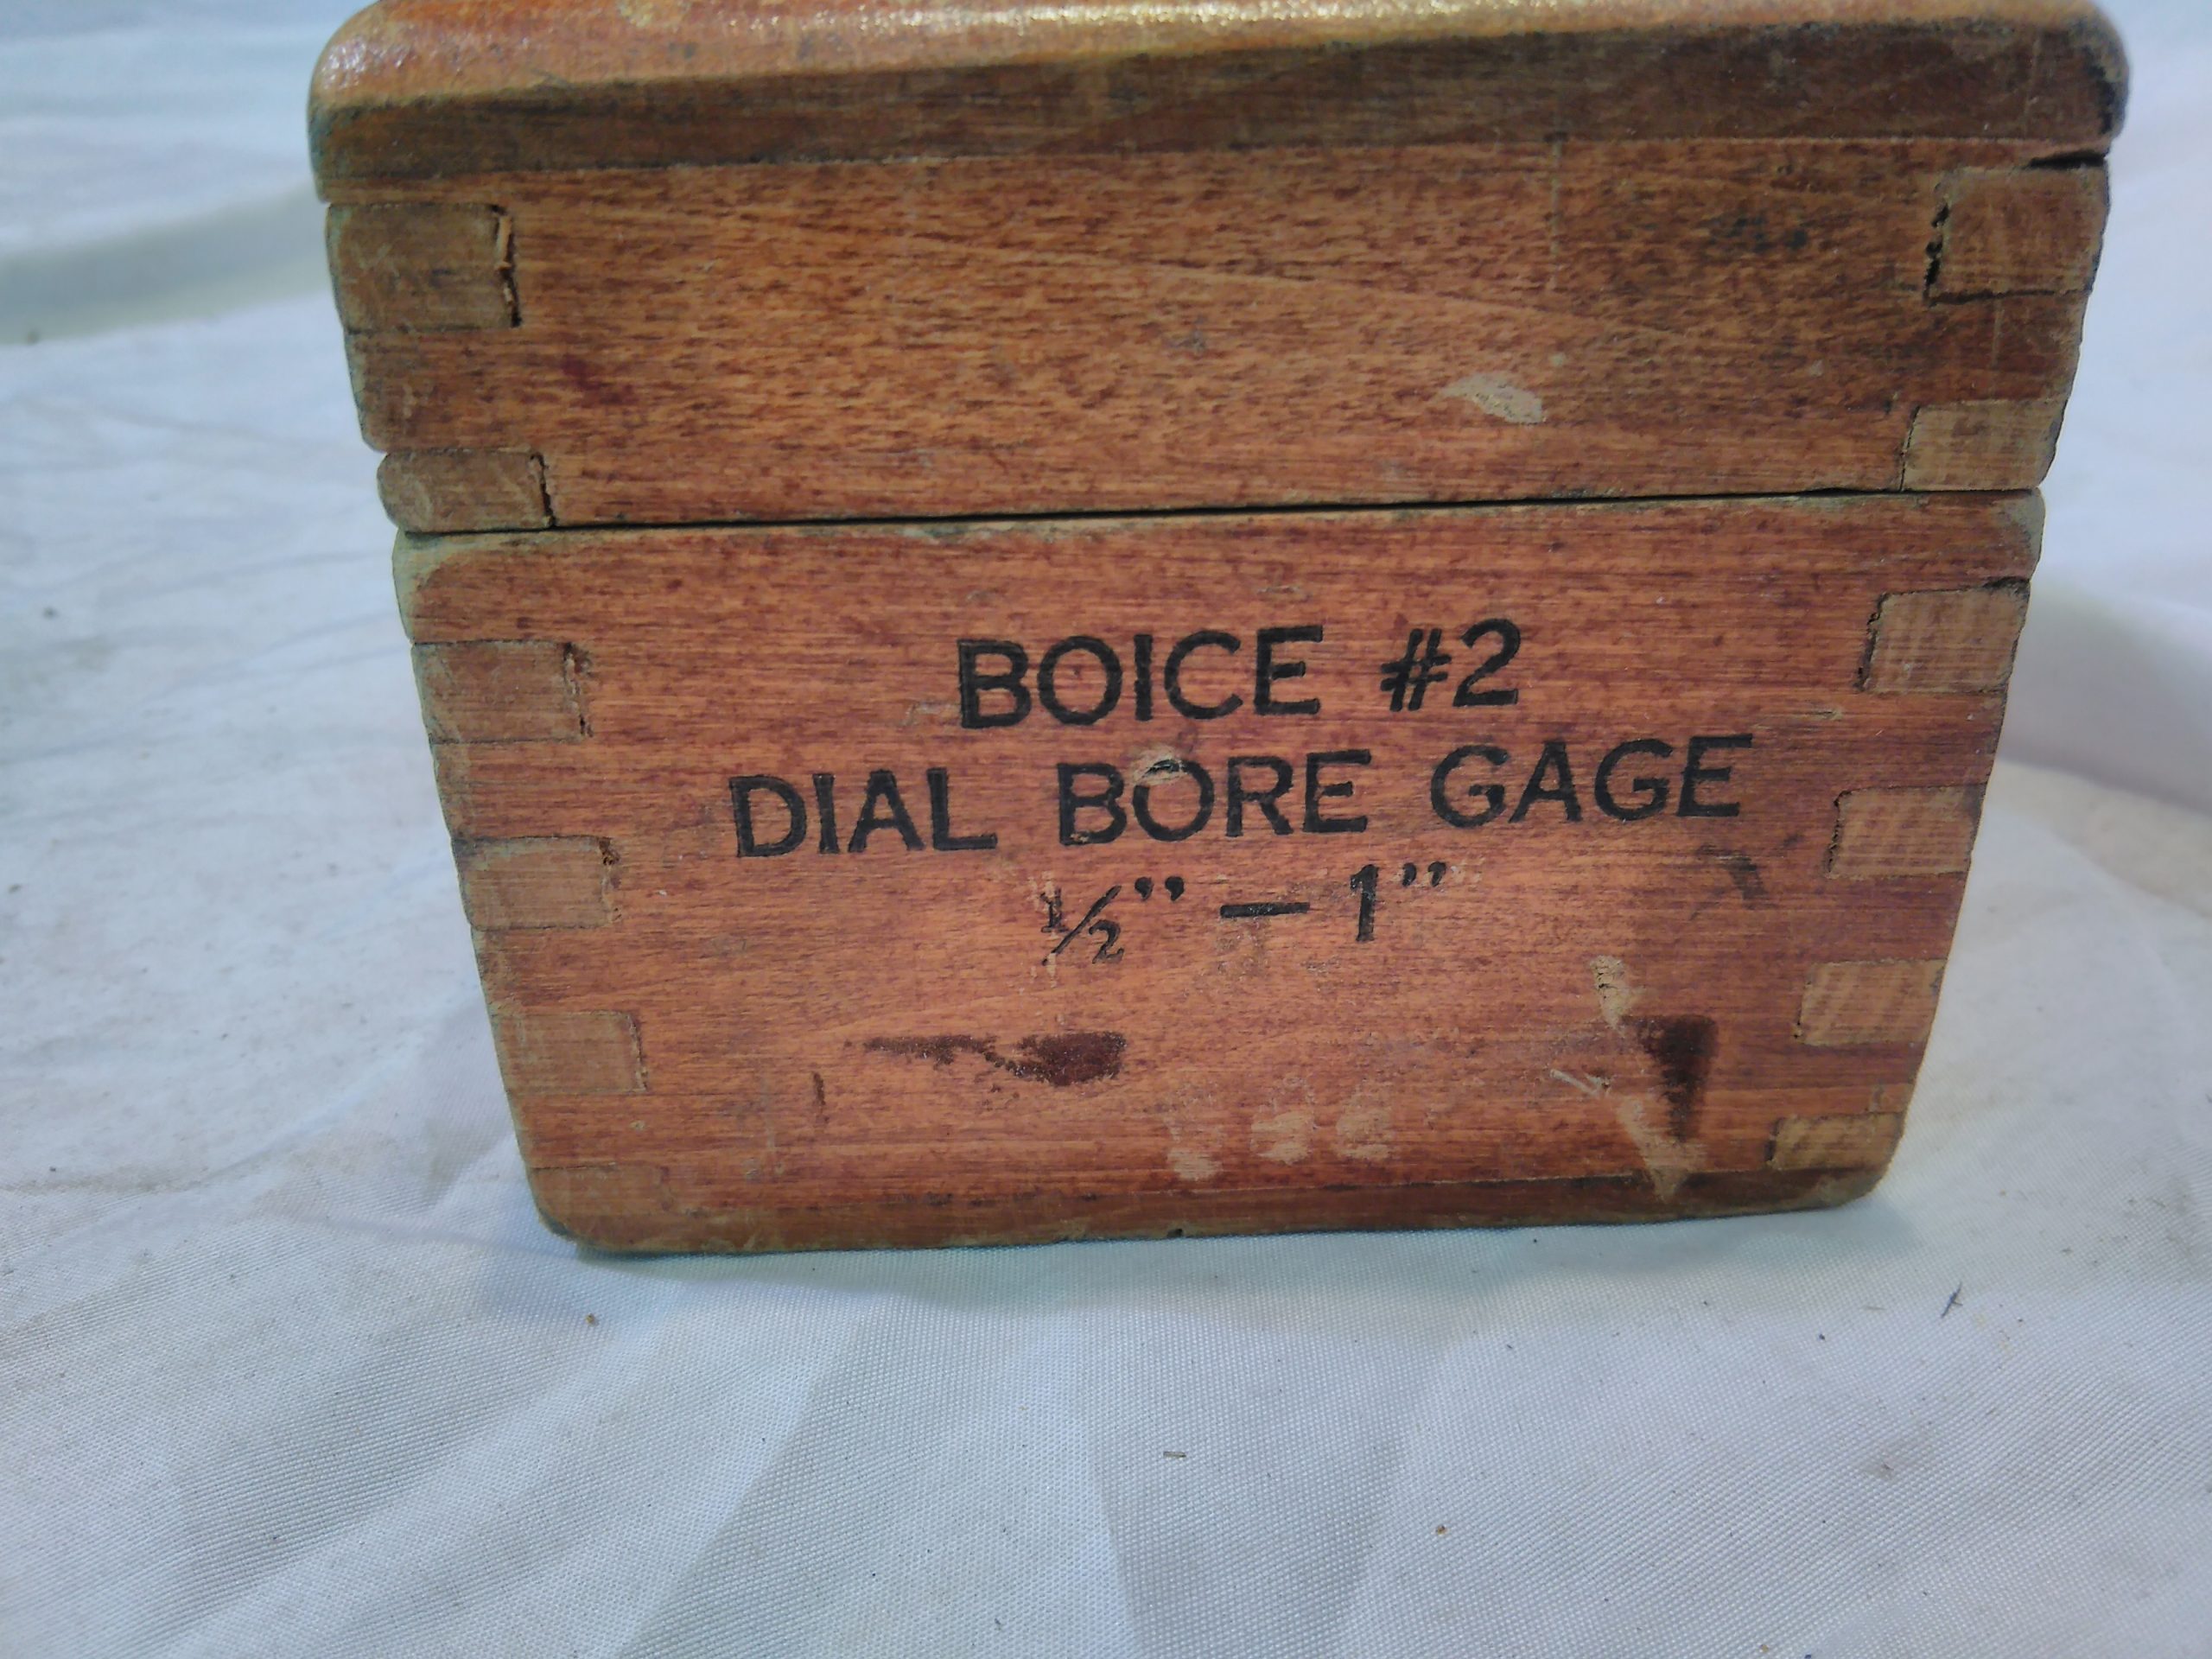 BOICE #2
DIAL BORE GAGE
½” — 1”